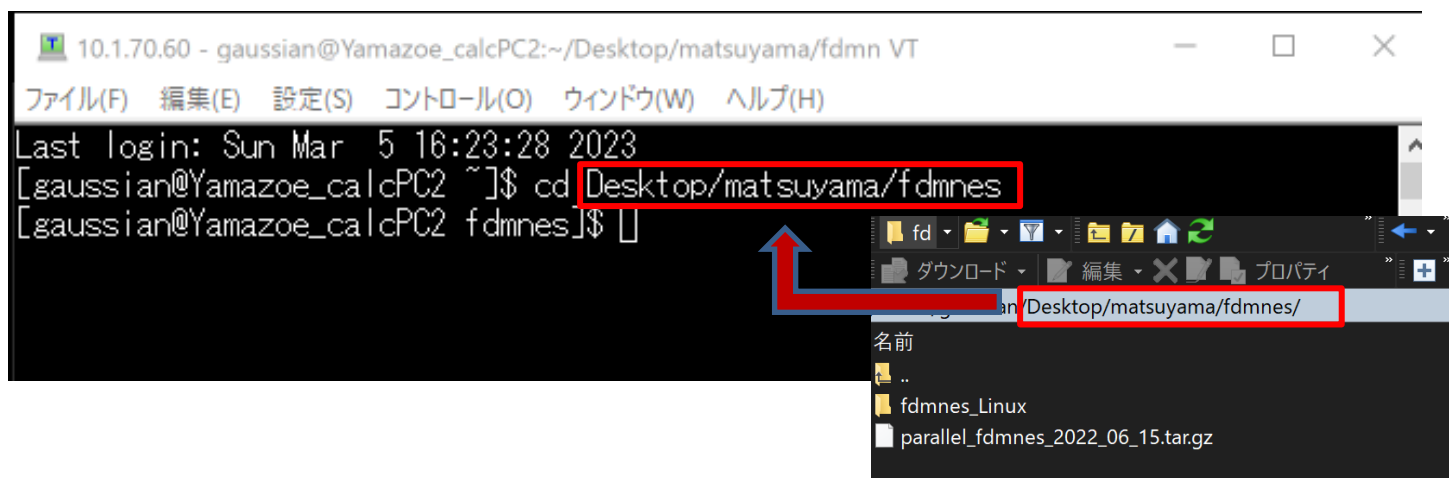 10.1.70.60 - gaussian@Yamazoe_calcPC2:~/Desktop/matsuyama/fdmn VT
ファイル(F) 編集(E) 設定(S) コントロール(O) ウィンドウ(W) ヘルプ(H)
Last login: Sun Mar  5 16:23:28 2023
[gaussian@Yamazoe_calcPC2 ~]$ cd Desktop/matsuyama/fdmnes
[gaussian@Yamazoe_calcPC2 fdmnes]$
fd
ダウンロード 編集 プロパティ
an/Desktop/matsuyama/fdmnes/
名前
..
fdmnes_Linux
parallel_fdmnes_2022_06_15.tar.gz